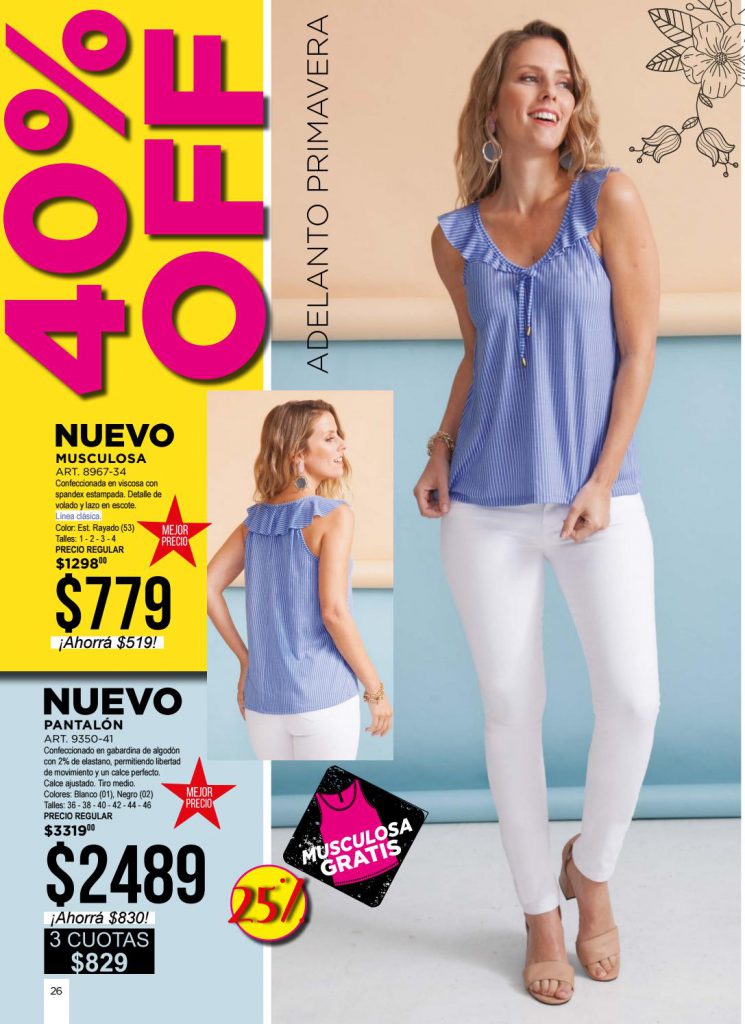 40%
OFF
ADELANTO PRIMAVERA
NUEVO
MUSCULOSA
ART. 8967-34
Confeccionada en viscosa con
spandex estampada. Detalle de
volado y lazo en escote.
Línea clásica.
Color: Est. Rayado (53)
Talles: 1 - 2 - 3 - 4
PRECIO REGULAR
$1298⁰⁰
MEJOR
PRECIO
$779
¡Ahorrá $519!
NUEVO
PANTALÓN
ART. 9350-41
Confeccionado en gabardina de algodón
con 2% de elastano, permitiendo libertad
de movimiento y un calce perfecto.
Calce ajustado. Tiro medio.
Colores: Blanco (01), Negro (02)
Talles: 36 - 38 - 40 - 42 - 44 - 46
PRECIO REGULAR
$3319⁰⁰
MEJOR
PRECIO
$2489
¡Ahorrá $830!
3 CUOTAS
$829
25%
MUSCULOSA
GRATIS
26